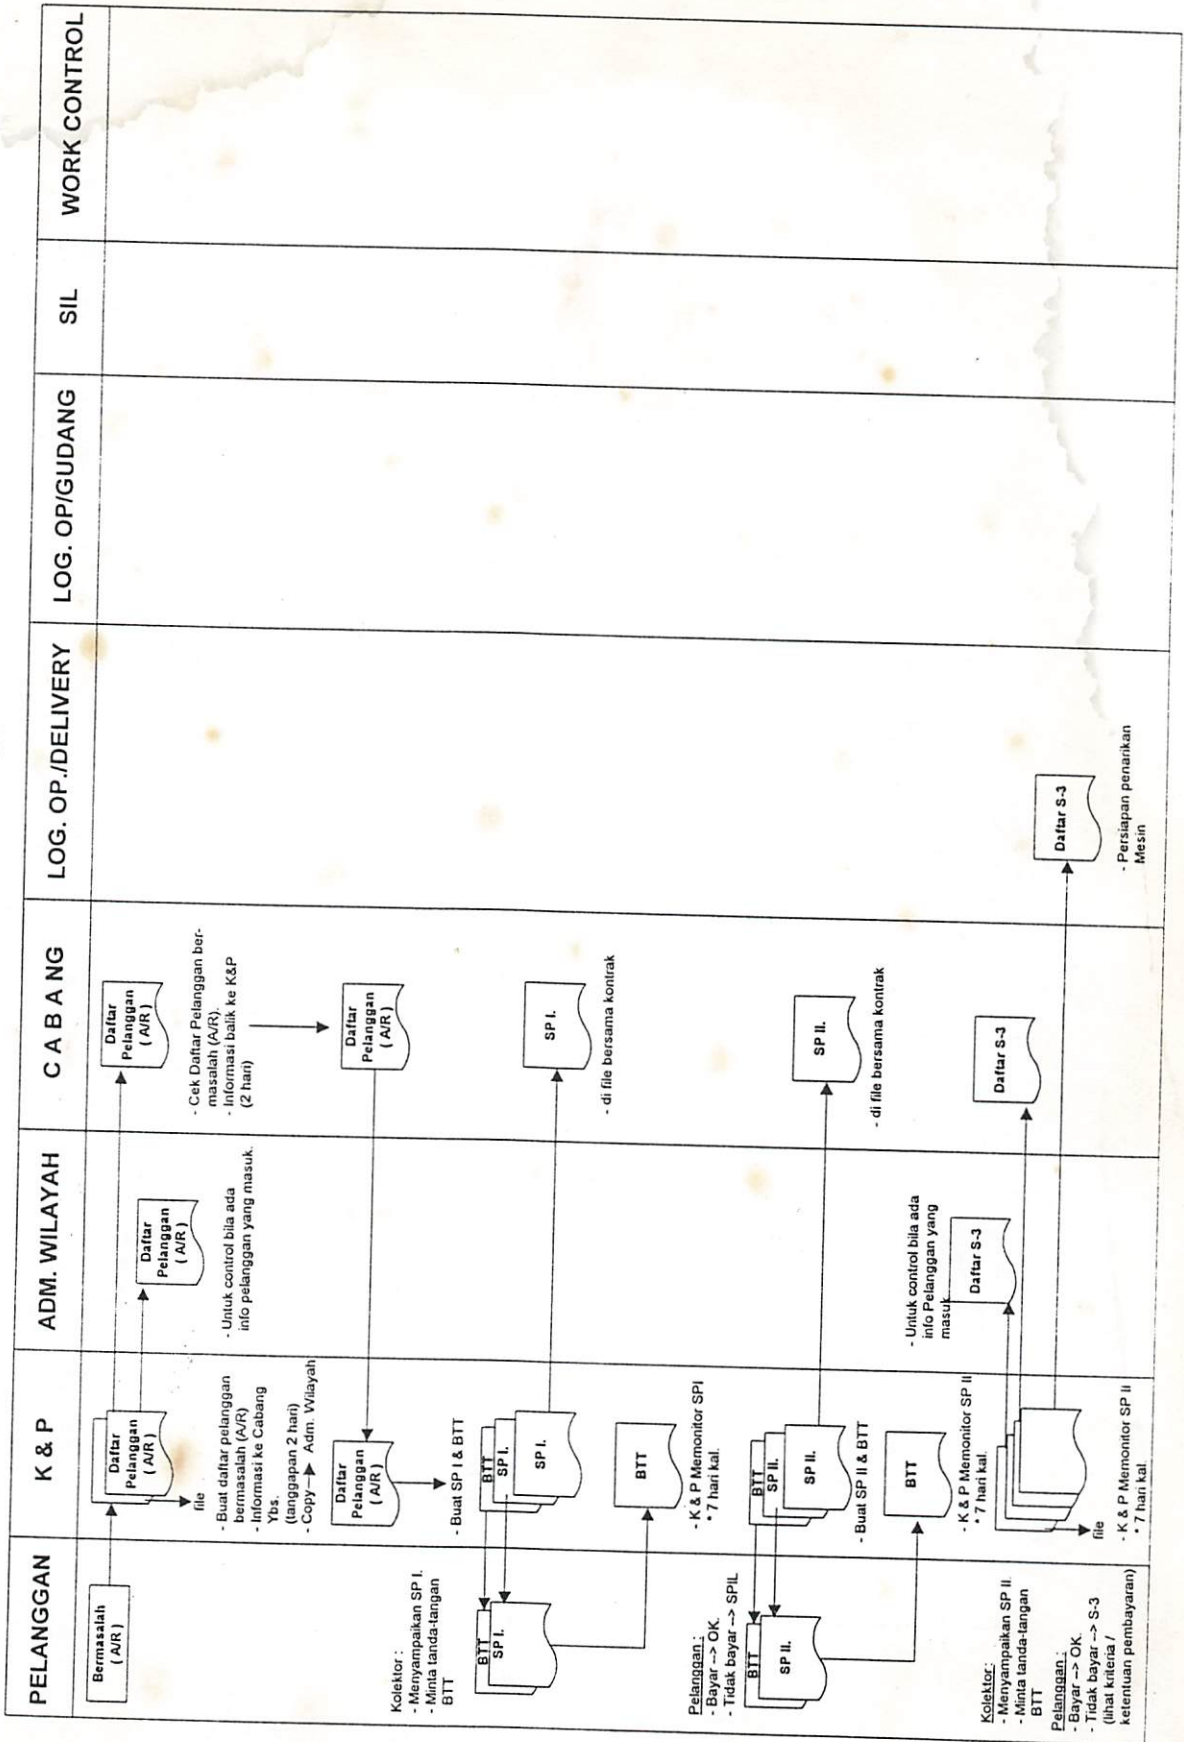 PELANGGAN
K & P
ADM. WILAYAH
C A B A N G
LOG. OP./DELIVERY
LOG. OP/GUDANG
SIL
WORK CONTROL
Bermasalah
( A/R )
Daftar
Pelanggan
( A/R )
file
- Buat daftar pelanggan
bermasalah (A/R)
- Informasi ke Cabang
Ybs.
(tanggapan 2 hari)
- Copy → Adm. Wilayah
Daftar
Pelanggan
( A/R )
- Untuk control bila ada
info pelanggan yang masuk.
Daftar
Pelanggan
( A/R )
- Cek Daftar Pelanggan ber-
masalah (A/R).
- Informasi balik ke K&P
(2 hari)
Daftar
Pelanggan
( A/R )
Daftar
Pelanggan
( A/R )
- Buat SP I & BTT
Kolektor :
- Menyampaikan SP I.
- Minta tanda-tangan
BTT
BTT
SP I.
SP I.
BTT
SP I.
SP I.
- di file bersama kontrak
BTT
- K & P Memonitor SPI
* 7 hari kal.
Pelanggan :
- Bayar --> OK.
- Tidak bayar --> SPIL
BTT
SP II.
SP II.
BTT
SP II.
- Buat SP II & BTT
SP II.
- di file bersama kontrak
BTT
- K & P Memonitor SP II
* 7 hari kal.
Kolektor :
- Menyampaikan SP II.
- Minta tanda-tangan
BTT
Pelanggan :
- Bayar --> OK.
- Tidak bayar --> S-3
(lihat kriteria /
ketentuan pembayaran)
file
- K & P Memonitor SP II
* 7 hari kal.
- Untuk control bila ada
info Pelanggan yang
masuk
Daftar S-3
Daftar S-3
Daftar S-3
- Persiapan penarikan
Mesin